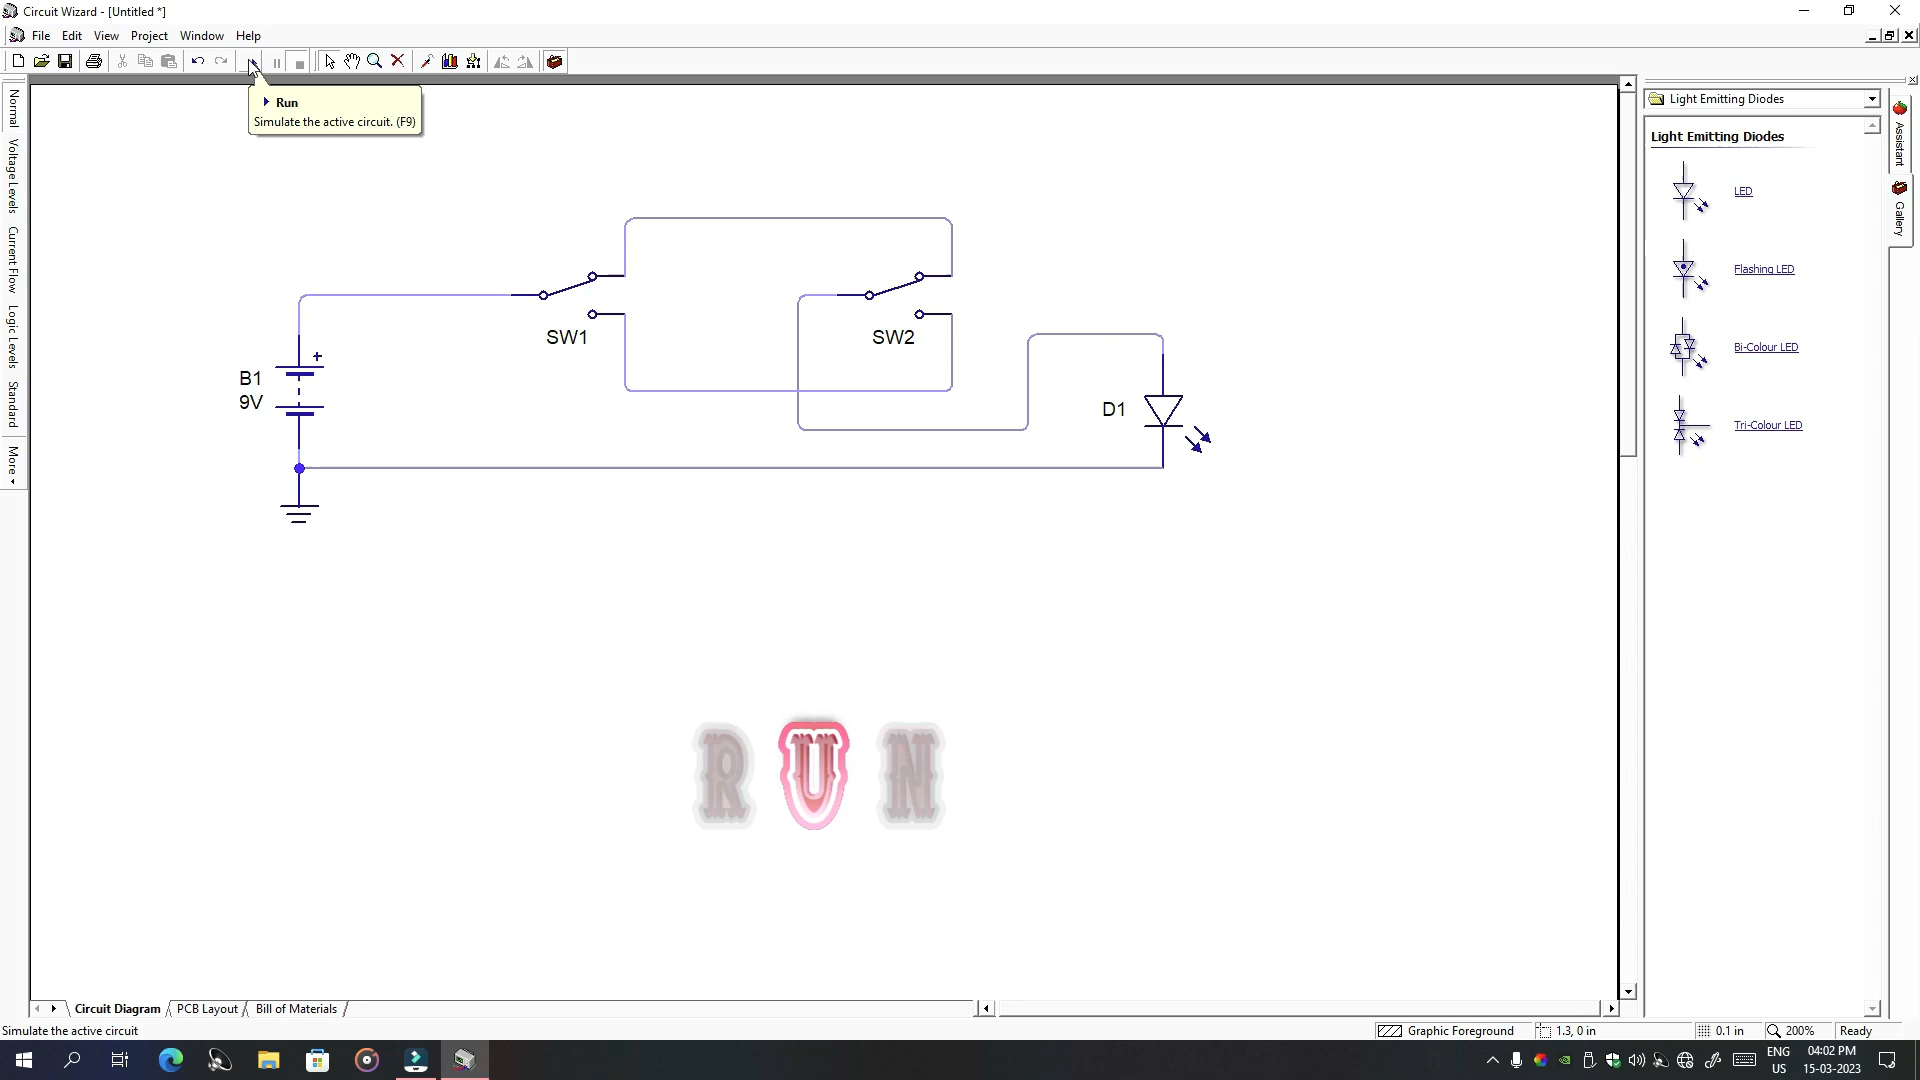 Circuit Wizard - [Untitled *]
File Edit View Project Window Help
Run
Simulate the active circuit. (F9)
Normal
Voltage Levels
Current Flow
Logic Levels
Standard
More
SW1
SW2
B1
9V
+
D1
RUN
Light Emitting Diodes
Light Emitting Diodes
LED
Flashing LED
Bi-Colour LED
Tri-Colour LED
Assistant
Gallery
Circuit Diagram PCB Layout Bill of Materials
Simulate the active circuit
Graphic Foreground 1.3, 0 in 0.1 in 200% Ready
ENG
US
04:02 PM
15-03-2023